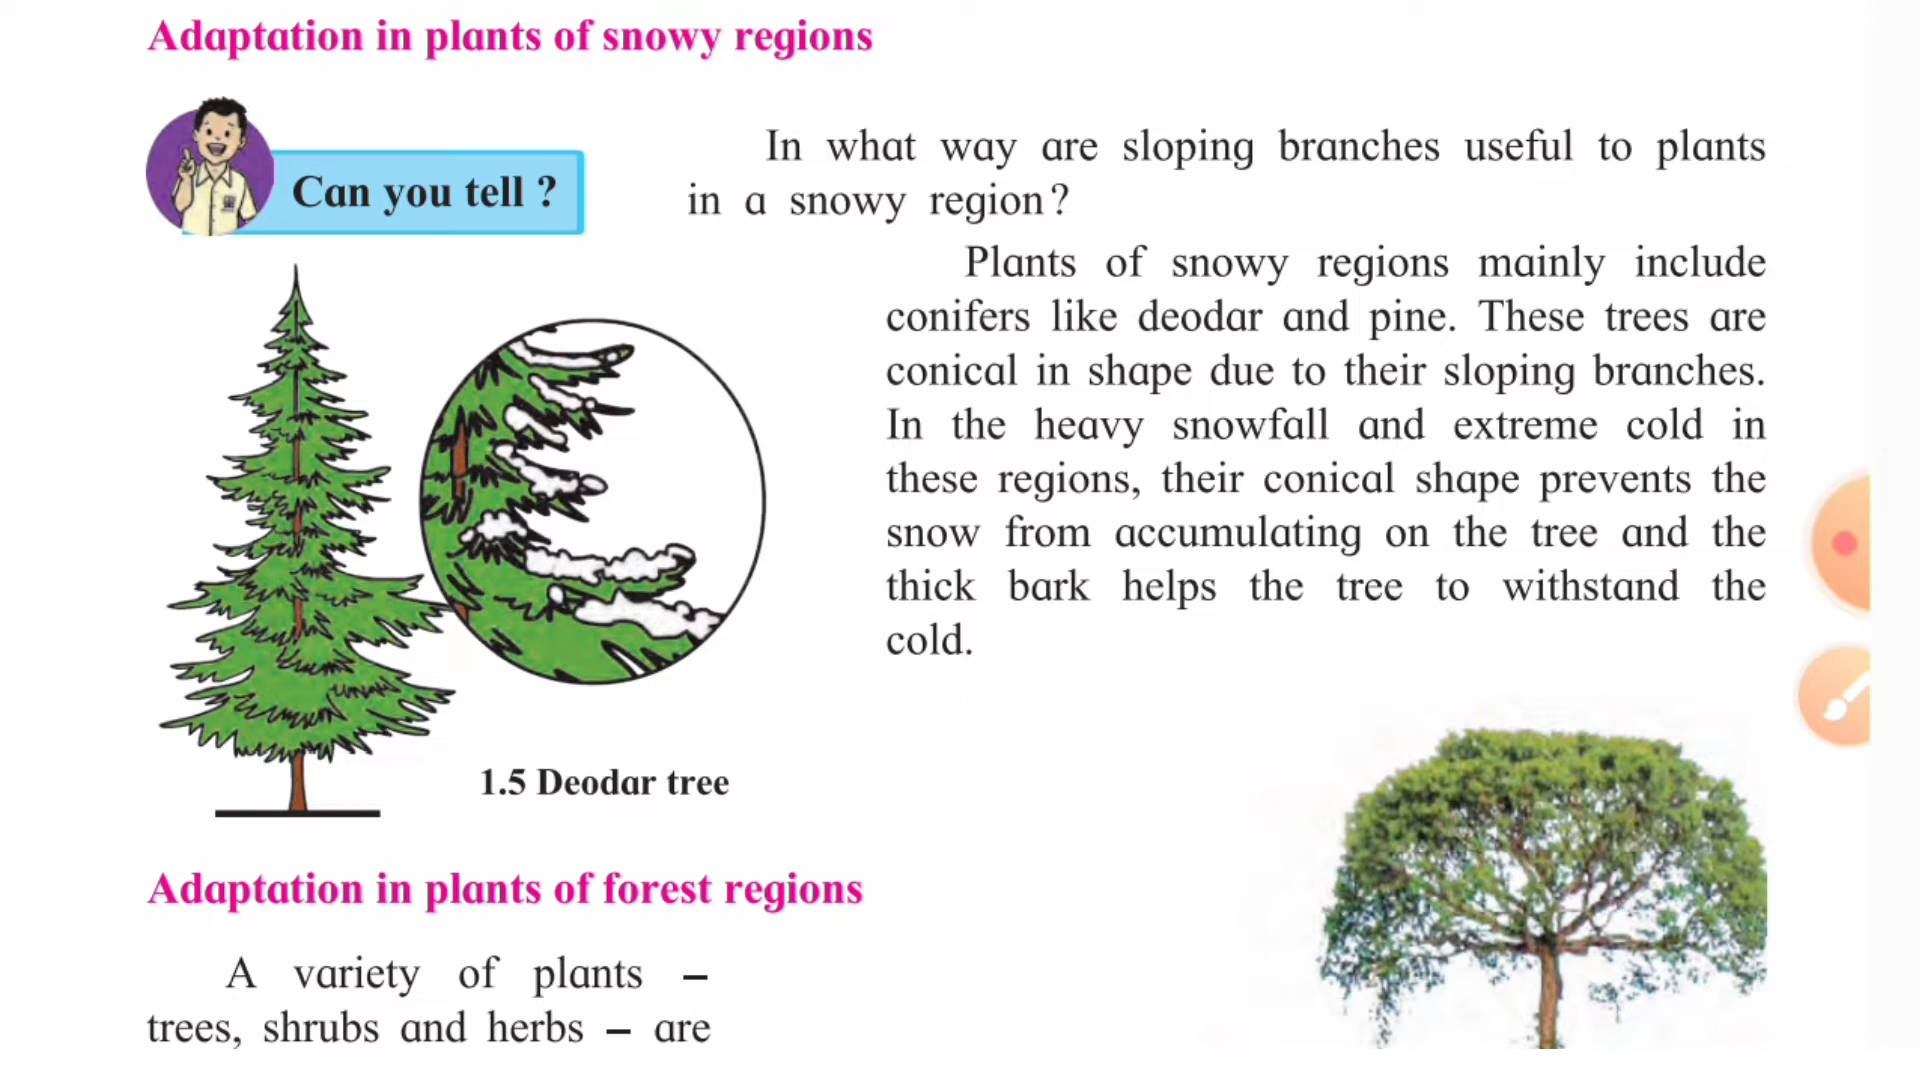 Adaptation in plants of snowy regions
Can you tell ?
In what way are sloping branches useful to plants
in a snowy region?
Plants of snowy regions mainly include
conifers like deodar and pine. These trees are
conical in shape due to their sloping branches.
In the heavy snowfall and extreme cold in
these regions, their conical shape prevents the
snow from accumulating on the tree and the
thick bark helps the tree to withstand the
cold.
1.5 Deodar tree
Adaptation in plants of forest regions
A variety of plants –
trees, shrubs and herbs – are